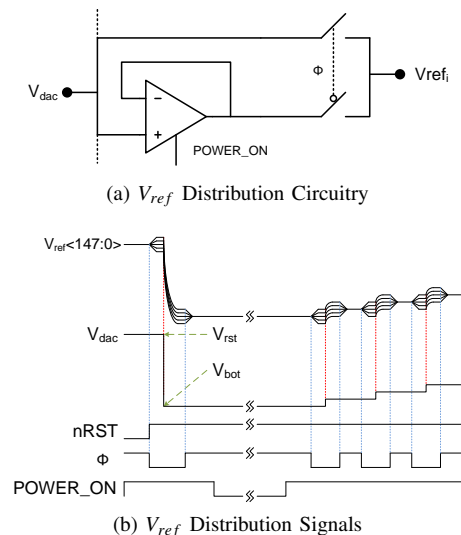 V_dac
Φ
Vref_i
−
+
POWER_ON
(a) V_ref Distribution Circuitry
V_ref<147:0>
V_dac
V_rst
V_bot
nRST
Φ
POWER_ON
(b) V_ref Distribution Signals